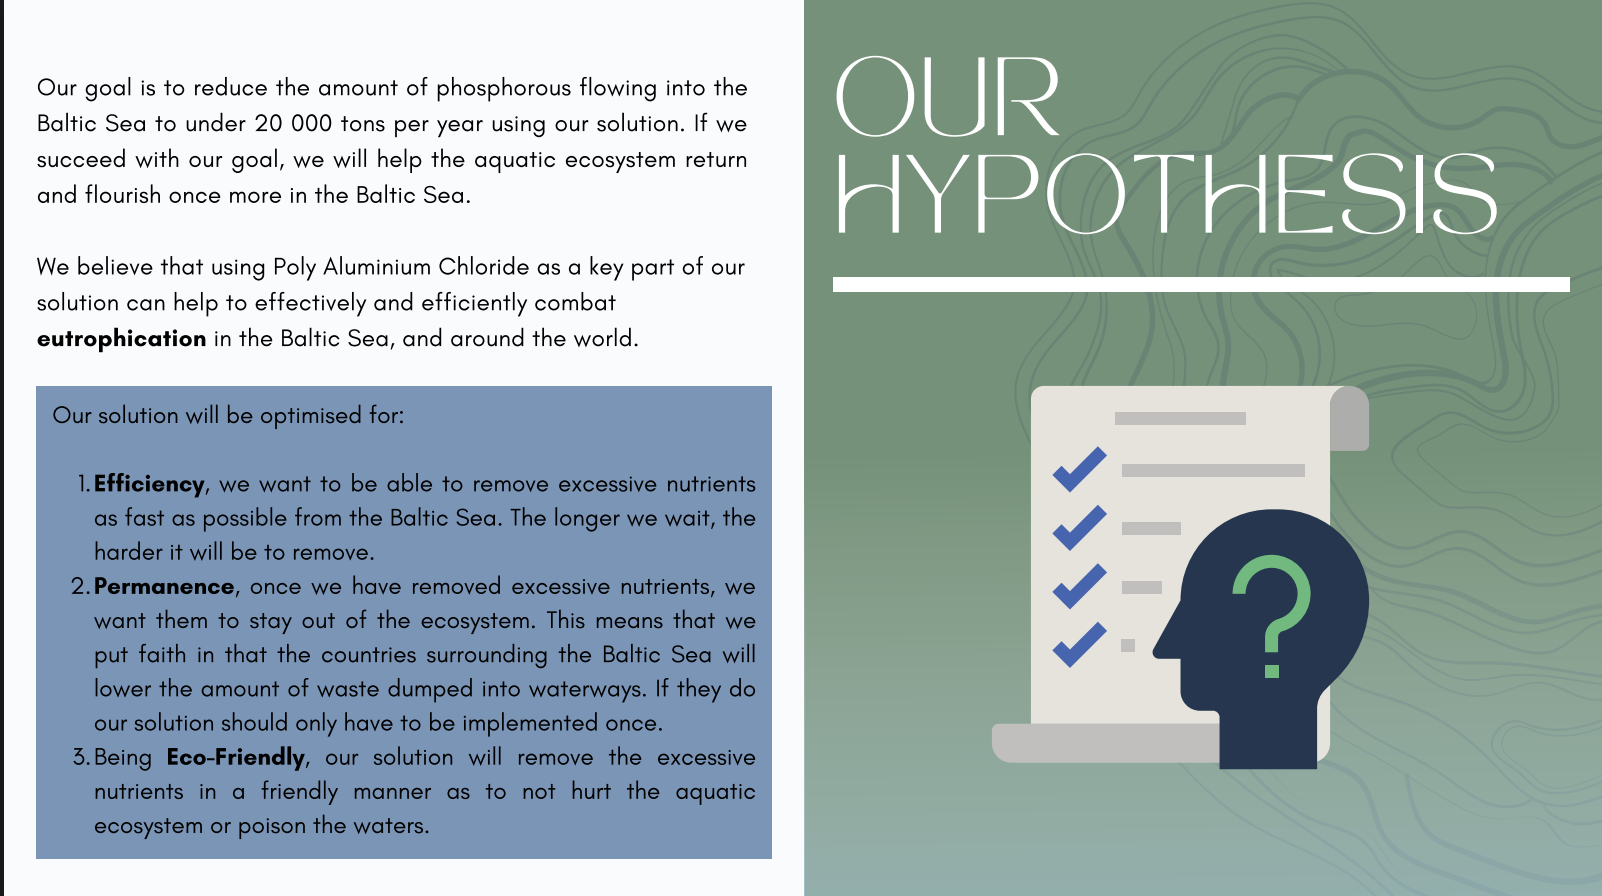 Our goal is to reduce the amount of phosphorous flowing into the
Baltic Sea to under 20 000 tons per year using our solution. If we
succeed with our goal, we will help the aquatic ecosystem return
and flourish once more in the Baltic Sea.
We believe that using Poly Aluminium Chloride as a key part of our
solution can help to effectively and efficiently combat
eutrophication in the Baltic Sea, and around the world.
Our solution will be optimised for:
1. Efficiency, we want to be able to remove excessive nutrients
as fast as possible from the Baltic Sea. The longer we wait, the
harder it will be to remove.
2. Permanence, once we have removed excessive nutrients, we
want them to stay out of the ecosystem. This means that we
put faith in that the countries surrounding the Baltic Sea will
lower the amount of waste dumped into waterways. If they do
our solution should only have to be implemented once.
3. Being Eco-Friendly, our solution will remove the excessive
nutrients in a friendly manner as to not hurt the aquatic
ecosystem or poison the waters.
OUR
HYPOTHESIS
?